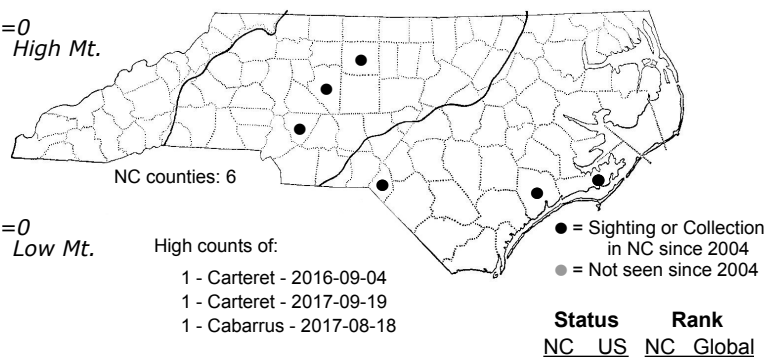 =0
High Mt.
NC counties: 6
=0
Low Mt.
High counts of:
1 - Carteret - 2016-09-04
1 - Carteret - 2017-09-19
1 - Cabarrus - 2017-08-18
● = Sighting or Collection
in NC since 2004
● = Not seen since 2004
Status Rank
NC US NC Global